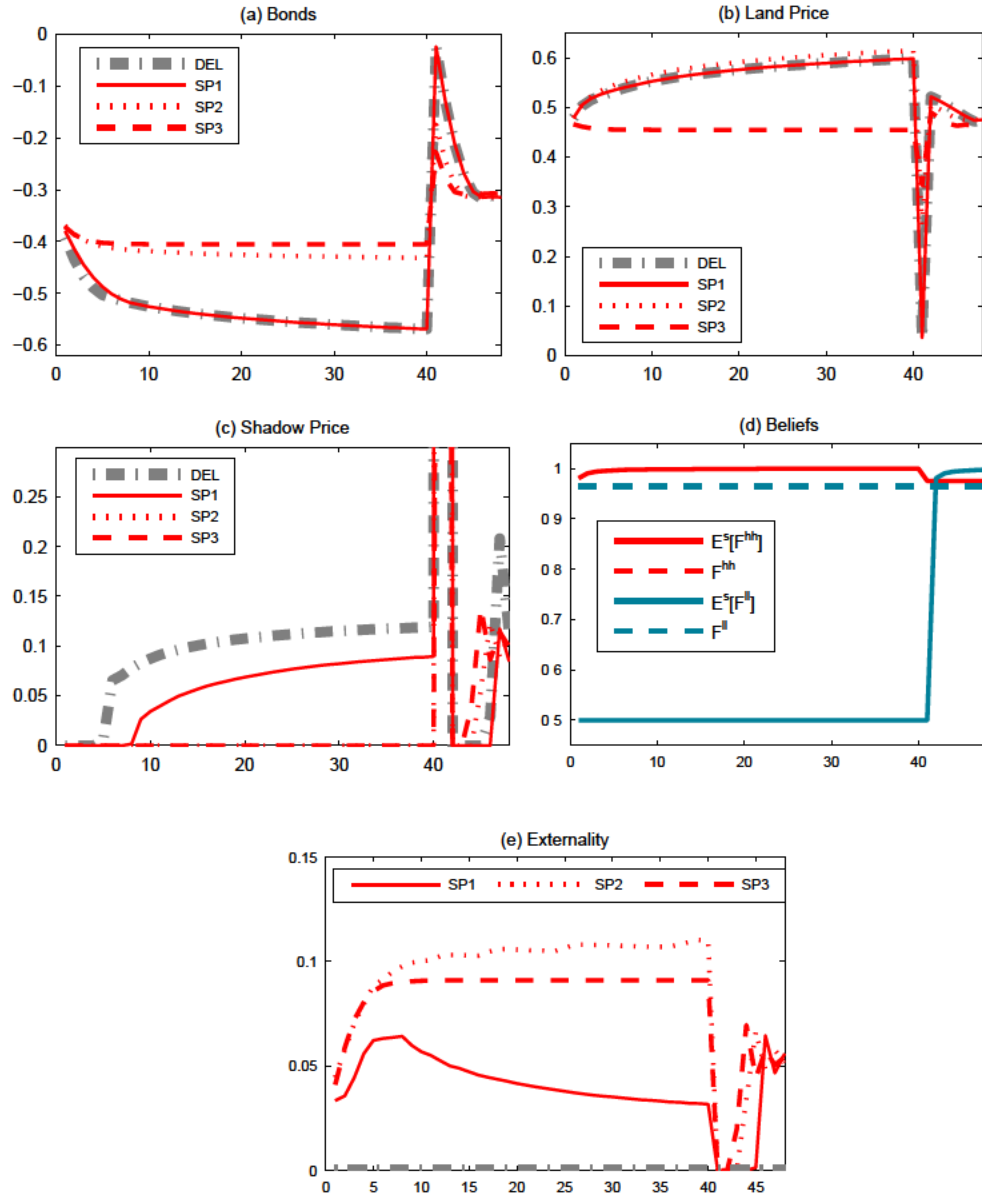 (a) Bonds
0
−0.1
−0.2
−0.3
−0.4
−0.5
−0.6
DEL
SP1
SP2
SP3
0 10 20 30 40
(b) Land Price
0.6
0.5
0.4
0.3
0.2
0.1
0
DEL
SP1
SP2
SP3
0 10 20 30 40
(c) Shadow Price
0.25
0.2
0.15
0.1
0.05
0
DEL
SP1
SP2
SP3
0 10 20 30 40
(d) Beliefs
1
0.9
0.8
0.7
0.6
0.5
E^s[F^hh]
F^hh
E^s[F^ll]
F^ll
0 10 20 30 40
(e) Externality
0.15
0.1
0.05
0
SP1 SP2 SP3
0 5 10 15 20 25 30 35 40 45